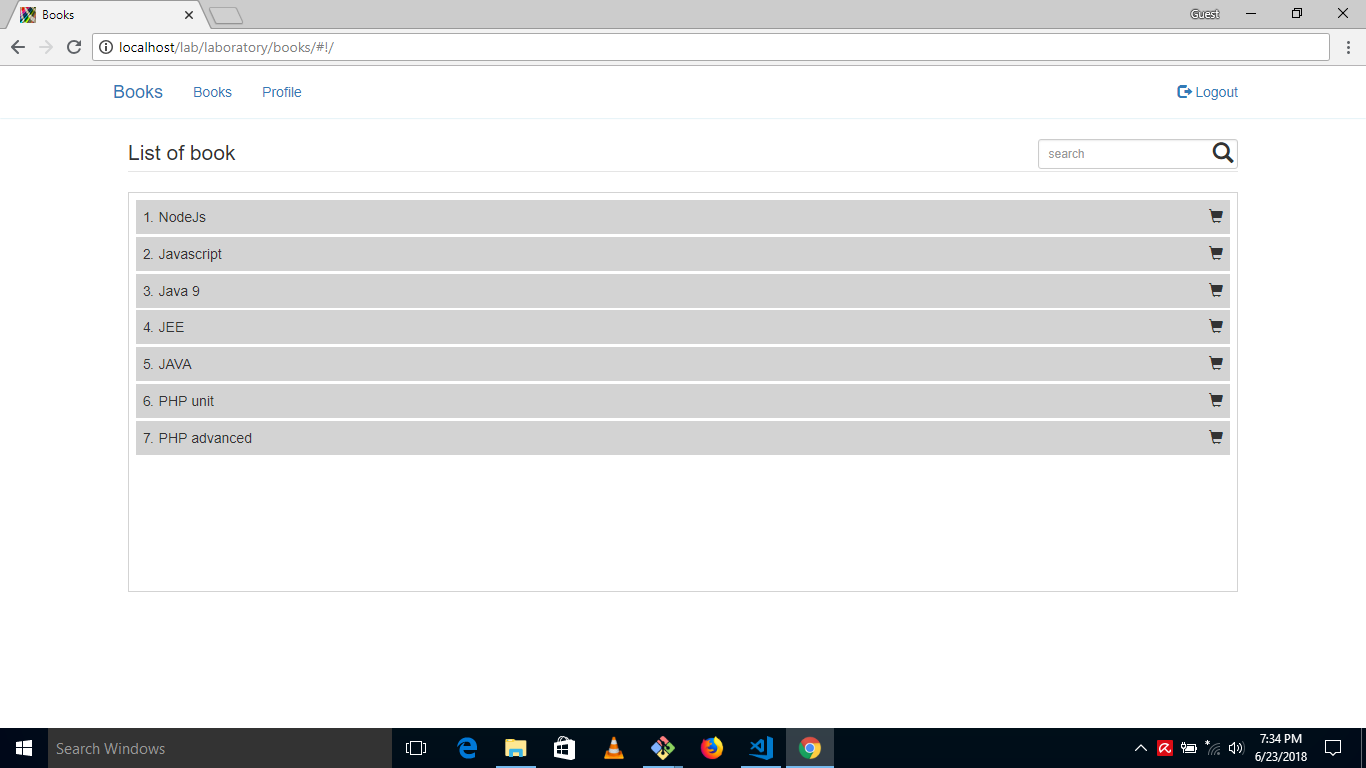 Books
Guest
localhost/lab/laboratory/books/#!/
Books Books Profile Logout
List of book
search
1. NodeJs
2. Javascript
3. Java 9
4. JEE
5. JAVA
6. PHP unit
7. PHP advanced
Search Windows
7:34 PM
6/23/2018